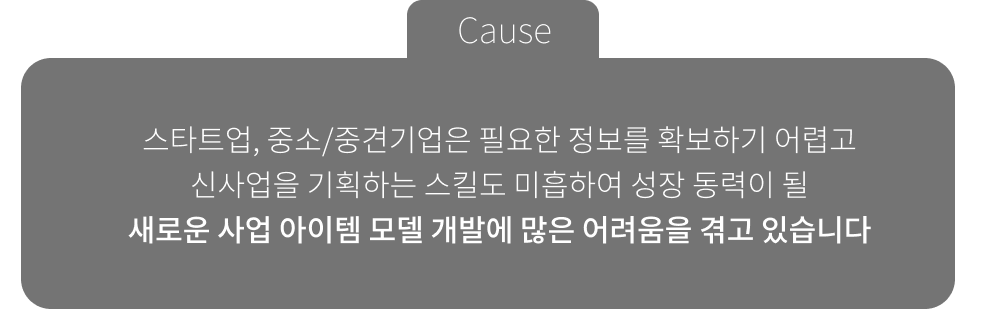 Cause
스타트업, 중소/중견기업은 필요한 정보를 확보하기 어렵고
신사업을 기획하는 스킬도 미흡하여 성장 동력이 될
새로운 사업 아이템 모델 개발에 많은 어려움을 겪고 있습니다